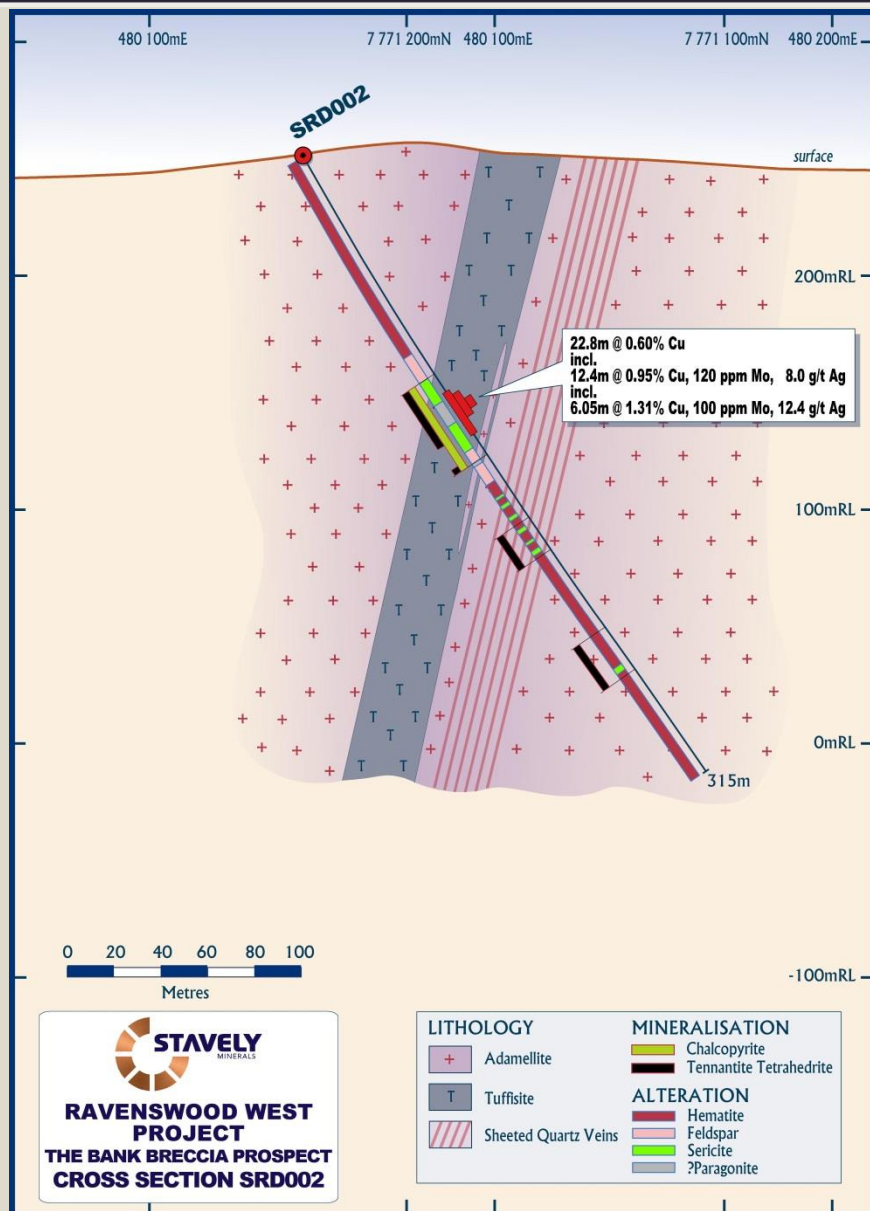 480 100mE
7 771 200mN
480 100mE
7 771 100mN
480 200mE
SRD002
surface
200mRL
22.8m @ 0.60% Cu
incl.
12.4m @ 0.95% Cu, 120 ppm Mo, 8.0 g/t Ag
incl.
6.05m @ 1.31% Cu, 100 ppm Mo, 12.4 g/t Ag
100mRL
0mRL
315m
-100mRL
0 20 40 60 80 100
Metres
STAVELY
MINERALS
RAVENSWOOD WEST
PROJECT
THE BANK BRECCIA PROSPECT
CROSS SECTION SRD002
LITHOLOGY
Adamellite
T Tuffisite
Sheeted Quartz Veins
MINERALISATION
Chalcopyrite
Tennantite Tetrahedrite
ALTERATION
Hematite
Feldspar
Sericite
?Paragonite